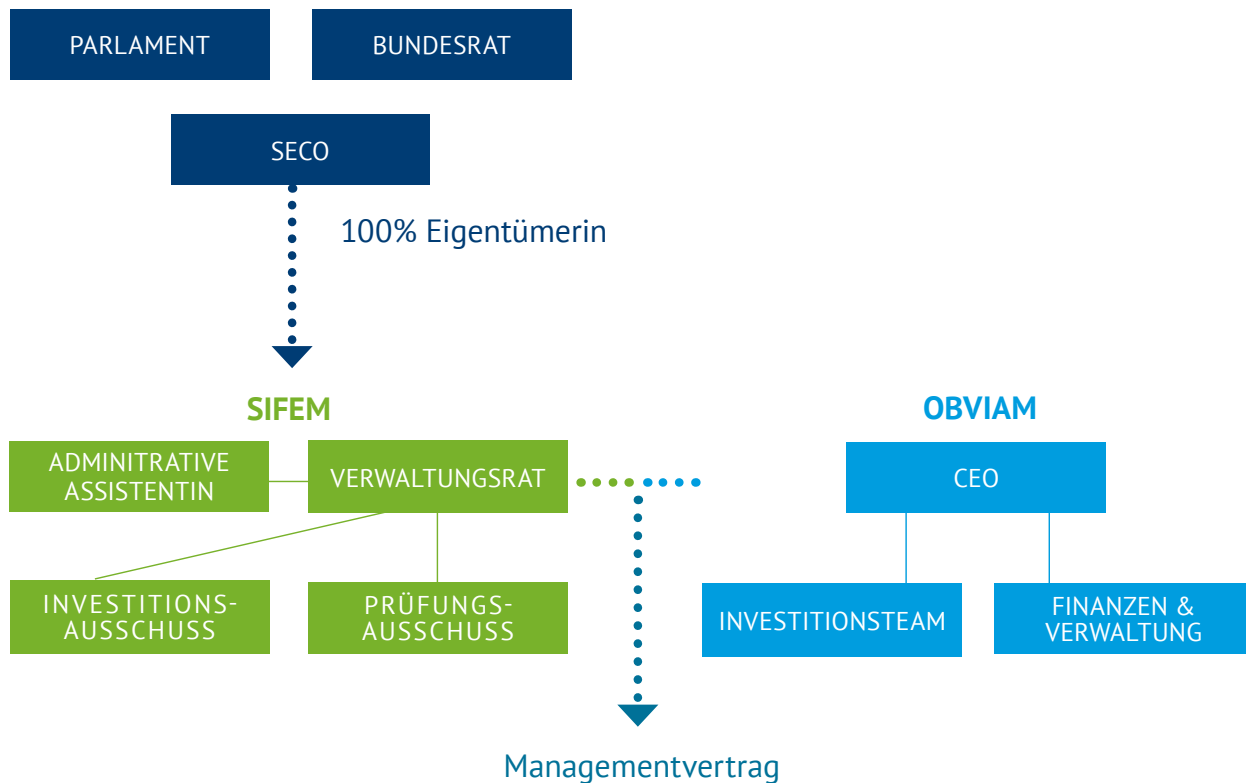 PARLAMENT
BUNDESRAT
SECO
100% Eigentümerin
SIFEM
OBVIAM
ADMINITRATIVE
ASSISTENTIN
VERWALTUNGSRAT
CEO
INVESTITIONS-
AUSSCHUSS
PRÜFUNGS-
AUSSCHUSS
INVESTITIONSTEAM
FINANZEN &
VERWALTUNG
Managementvertrag